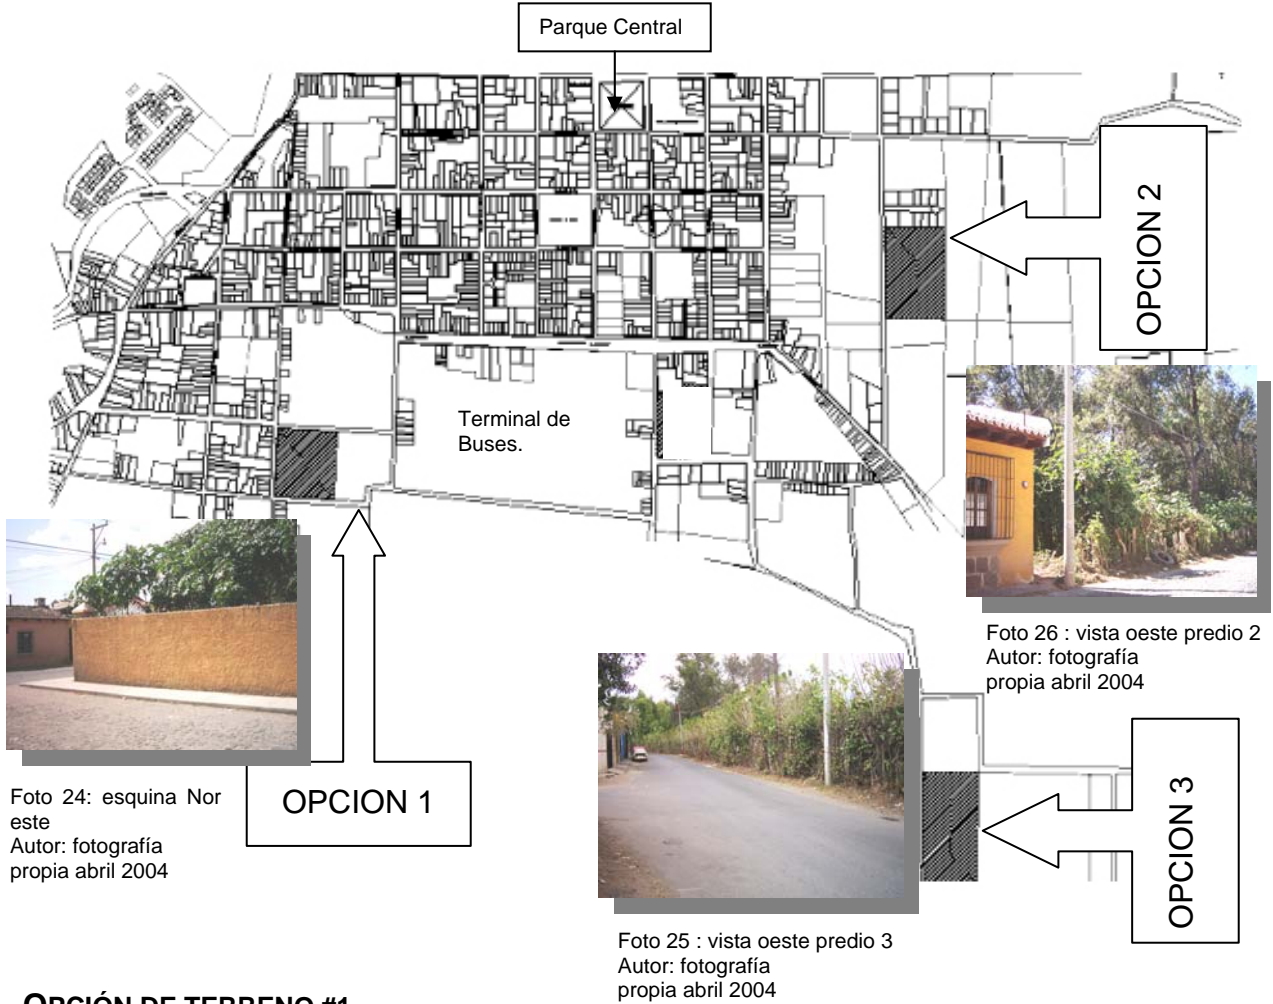 Parque Central
OPCION 2
Terminal de
Buses.
Foto 26 : vista oeste predio 2
Autor: fotografía
propia abril 2004
OPCION 1
Foto 24: esquina Nor
este
Autor: fotografía
propia abril 2004
OPCION 3
Foto 25 : vista oeste predio 3
Autor: fotografía
propia abril 2004
OPCIÓN DE TERRENO #1